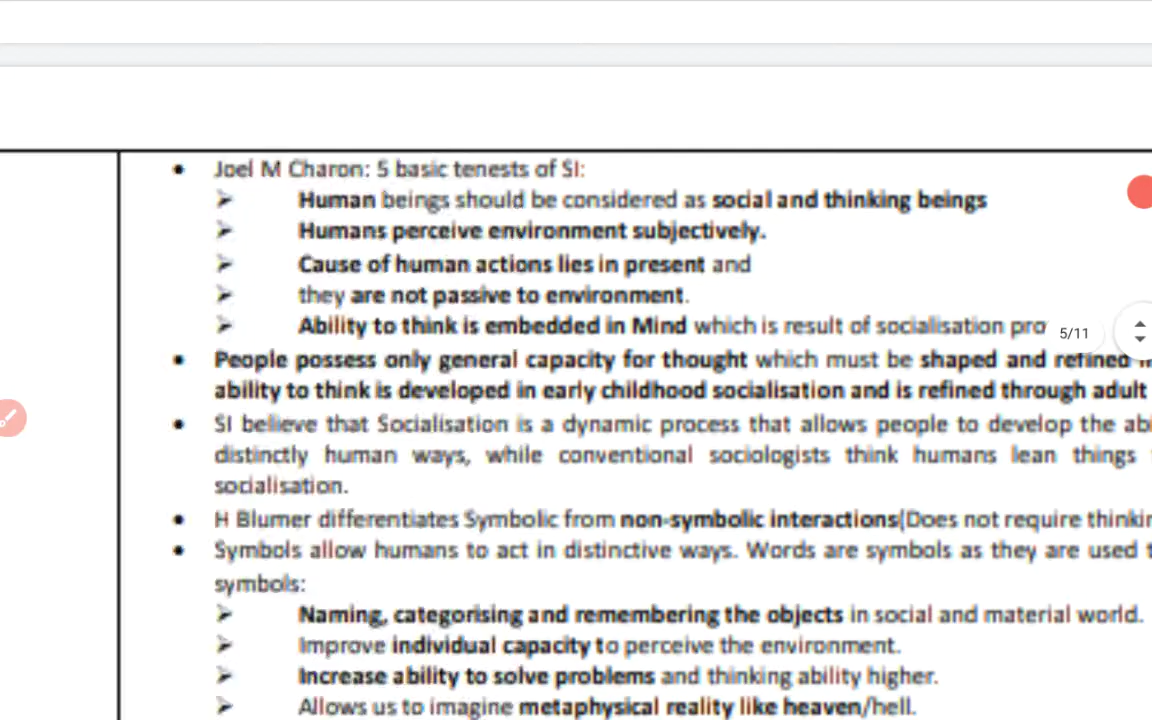 • Joel M Charon: 5 basic tenests of SI:
➢ Human beings should be considered as social and thinking beings
➢ Humans perceive environment subjectively.
➢ Cause of human actions lies in present and
➢ they are not passive to environment.
➢ Ability to think is embedded in Mind which is result of socialisation
5/11
• People possess only general capacity for thought which must be shaped and refined
ability to think is developed in early childhood socialisation and is refined through adult
• SI believe that Socialisation is a dynamic process that allows people to develop the
distinctly human ways, while conventional sociologists think humans lean things
socialisation.
• H Blumer differentiates Symbolic from non-symbolic interactions(Does not require
• Symbols allow humans to act in distinctive ways. Words are symbols as they are used
symbols:
➢ Naming, categorising and remembering the objects in social and material world.
➢ Improve individual capacity to perceive the environment.
➢ Increase ability to solve problems and thinking ability higher.
➢ Allows us to imagine metaphysical reality like heaven/hell.